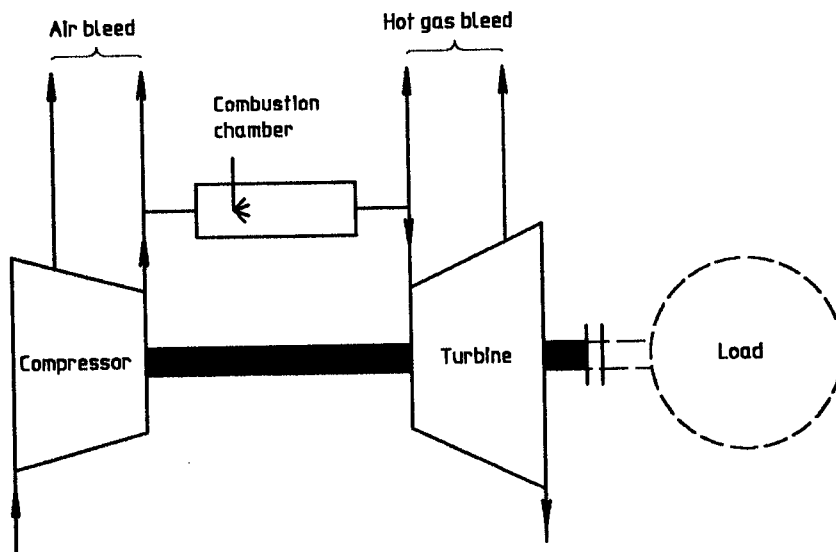 Air bleed
Hot gas bleed
Combustion
chamber
Compressor
Turbine
Load